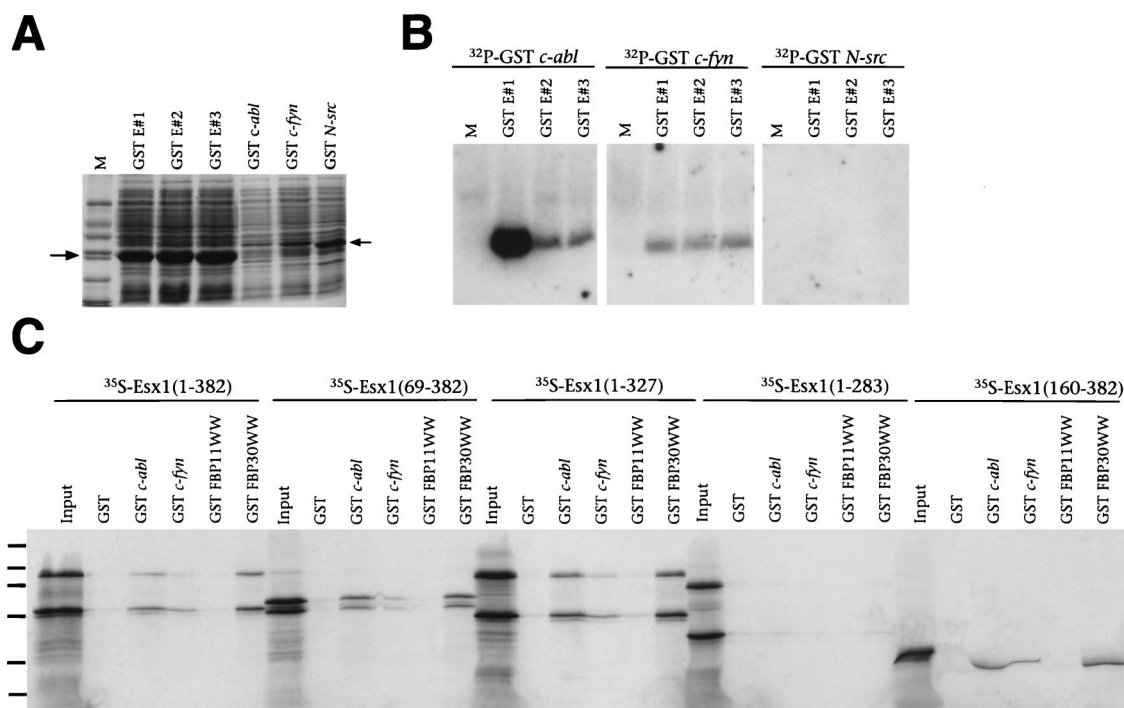 A
M
GST E#1
GST E#2
GST E#3
GST c-abl
GST c-fyn
GST N-src
B
32P-GST c-abl
32P-GST c-fyn
32P-GST N-src
M
GST E#1
GST E#2
GST E#3
M
GST E#1
GST E#2
GST E#3
M
GST E#1
GST E#2
GST E#3
C
35S-Esx1(1-382)
35S-Esx1(69-382)
35S-Esx1(1-327)
35S-Esx1(1-283)
35S-Esx1(160-382)
Input
GST
GST c-abl
GST c-fyn
GST FBP11WW
GST FBP30WW
Input
GST
GST c-abl
GST c-fyn
GST FBP11WW
GST FBP30WW
Input
GST
GST c-abl
GST c-fyn
GST FBP11WW
GST FBP30WW
Input
GST
GST c-abl
GST c-fyn
GST FBP11WW
GST FBP30WW
Input
GST
GST c-abl
GST c-fyn
GST FBP11WW
GST FBP30WW